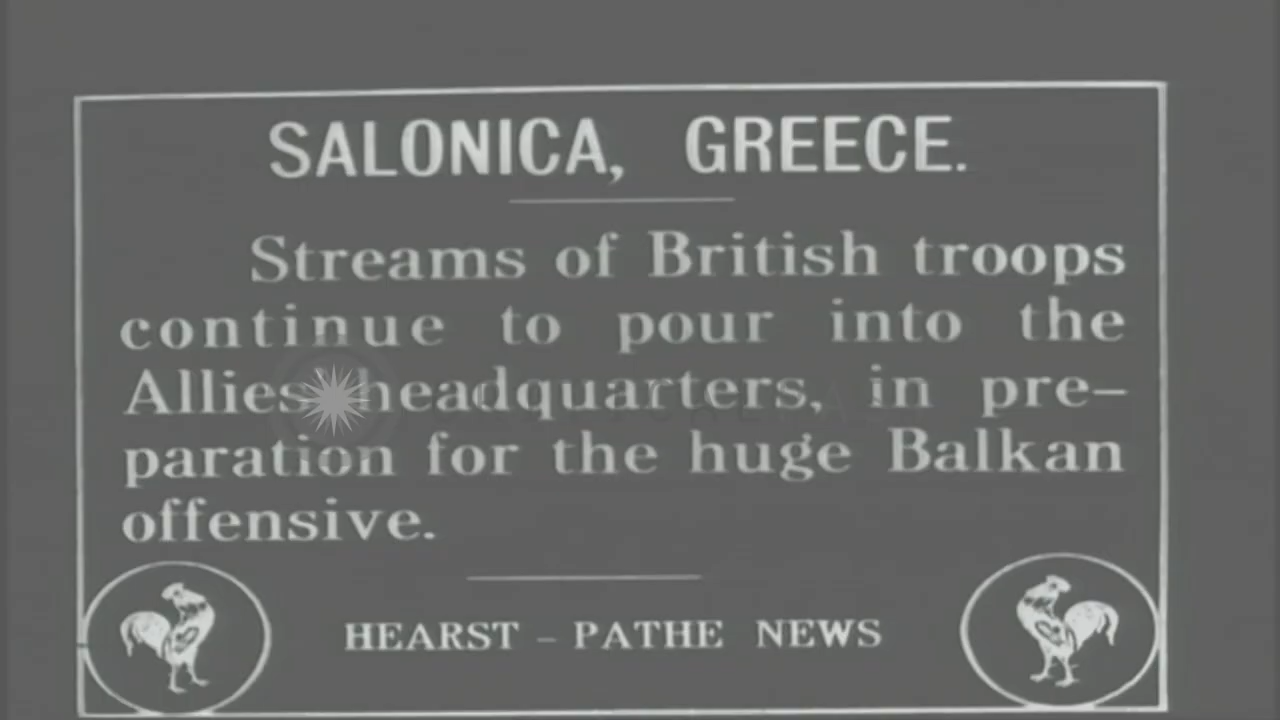 SALONICA, GREECE.
Streams of British troops
continue to pour into the
Allies headquarters, in pre–
paration for the huge Balkan
offensive.
HEARST – PATHE NEWS